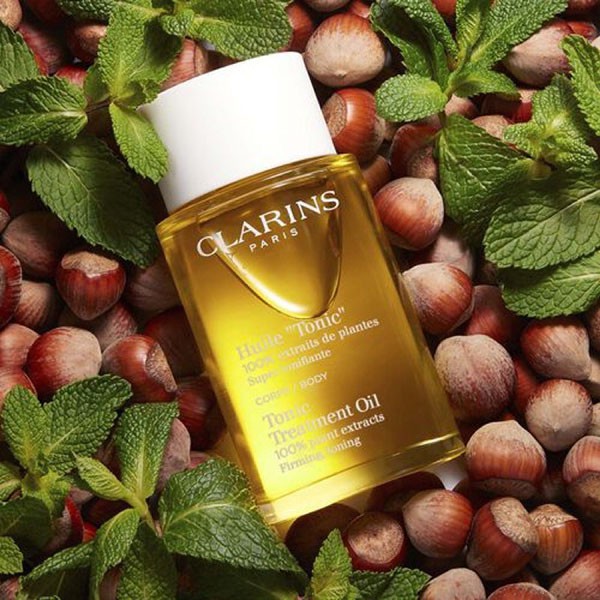 CLARINS
PARIS
Huile "Tonic"
100% extraits de plantes
Super tonifiante
CORPS / BODY
Tonic
Treatment Oil
100% plant extracts
Firming, toning